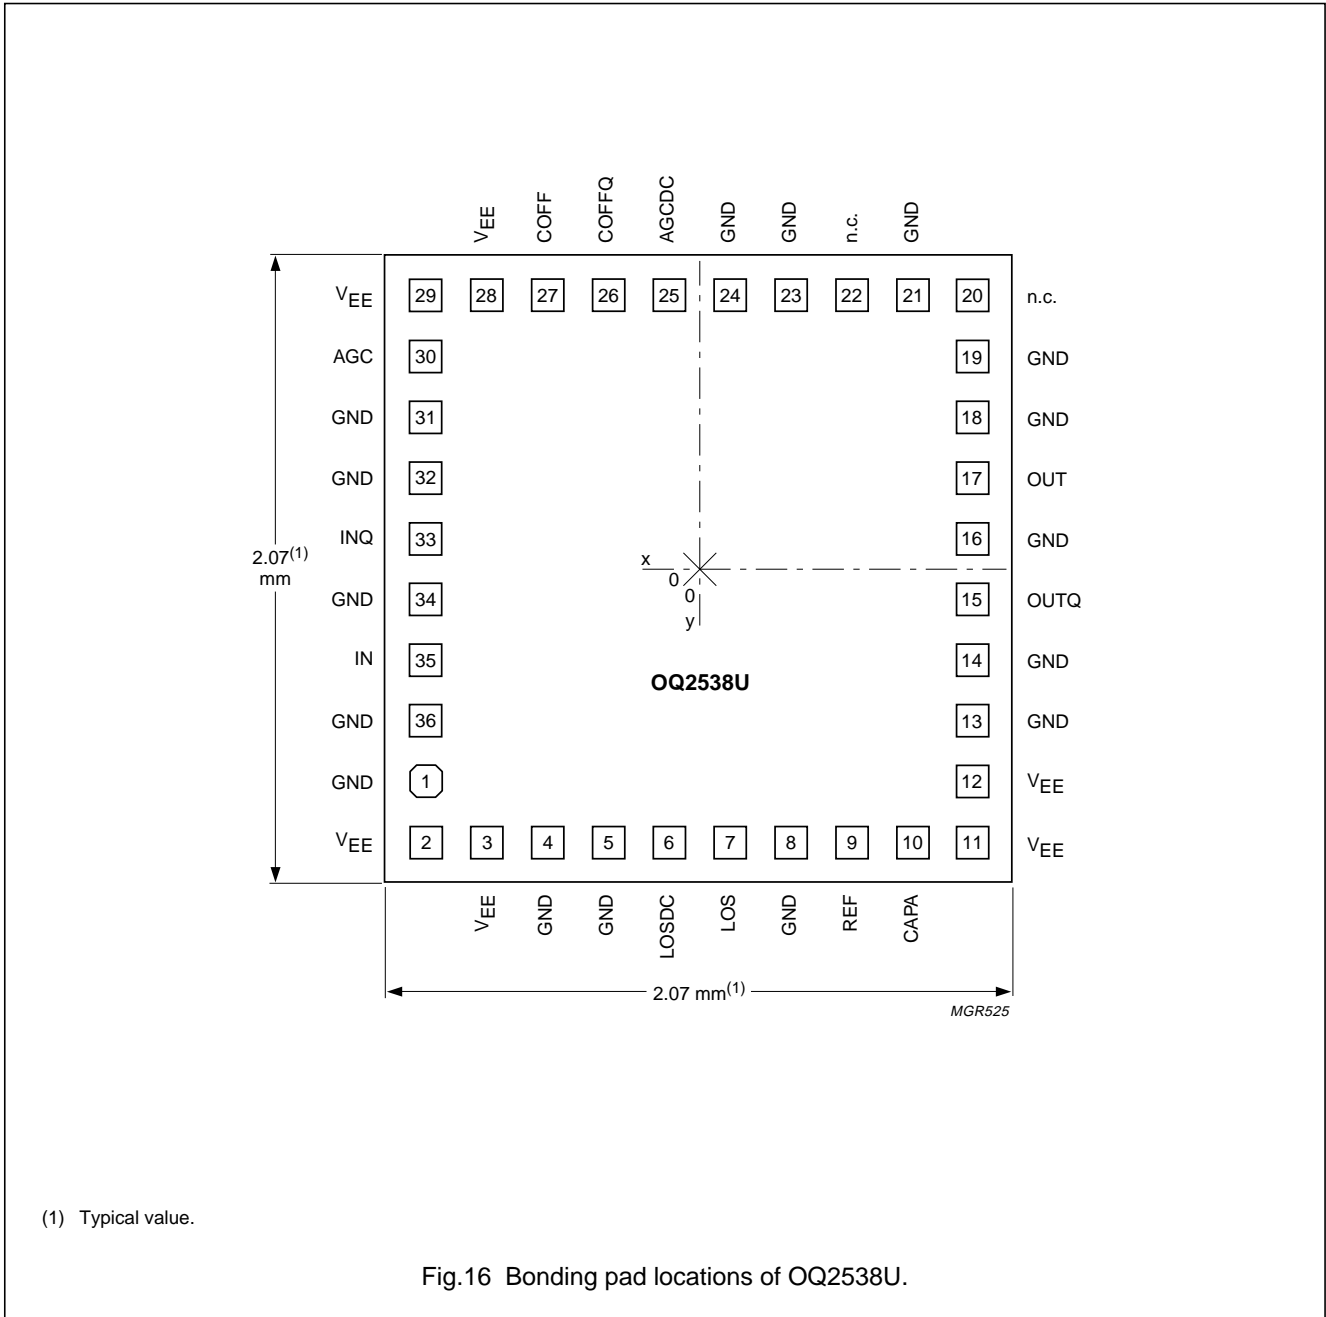 VEE
COFF
COFFQ
AGCDC
GND
GND
n.c.
GND
VEE 29 28 27 26 25 24 23 22 21 20 n.c.
AGC 30 19 GND
GND 31 18 GND
GND 32 17 OUT
INQ 33 16 GND
2.07(1)
mm
x
0
0
y
GND 34 15 OUTQ
IN 35 14 GND
OQ2538U
GND 36 13 GND
GND 1 12 VEE
VEE 2 3 4 5 6 7 8 9 10 11 VEE
VEE
GND
GND
LOSDC
LOS
GND
REF
CAPA
2.07 mm(1)
MGR525
(1) Typical value.
Fig.16 Bonding pad locations of OQ2538U.